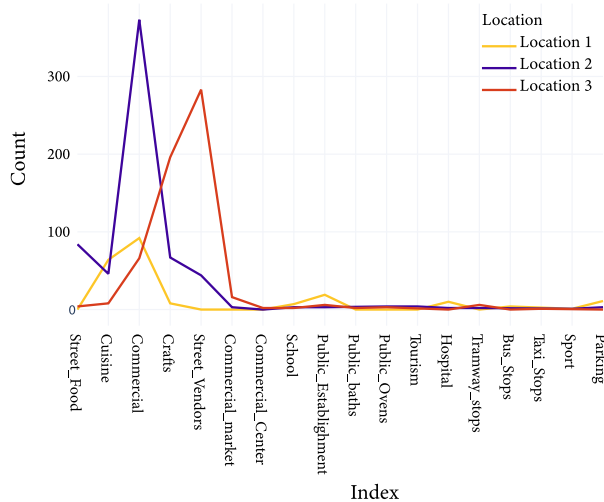 Location
Location 1
Location 2
Location 3
Count
300
200
100
0
Street_Food
Cuisine
Commercial
Crafts
Street_Vendors
Commercial_market
Commercial_Center
School
Public_Establighment
Public_baths
Public_Ovens
Tourism
Hospital
Tramway_stops
Bus_Stops
Taxi_Stops
Sport
Parking
Index